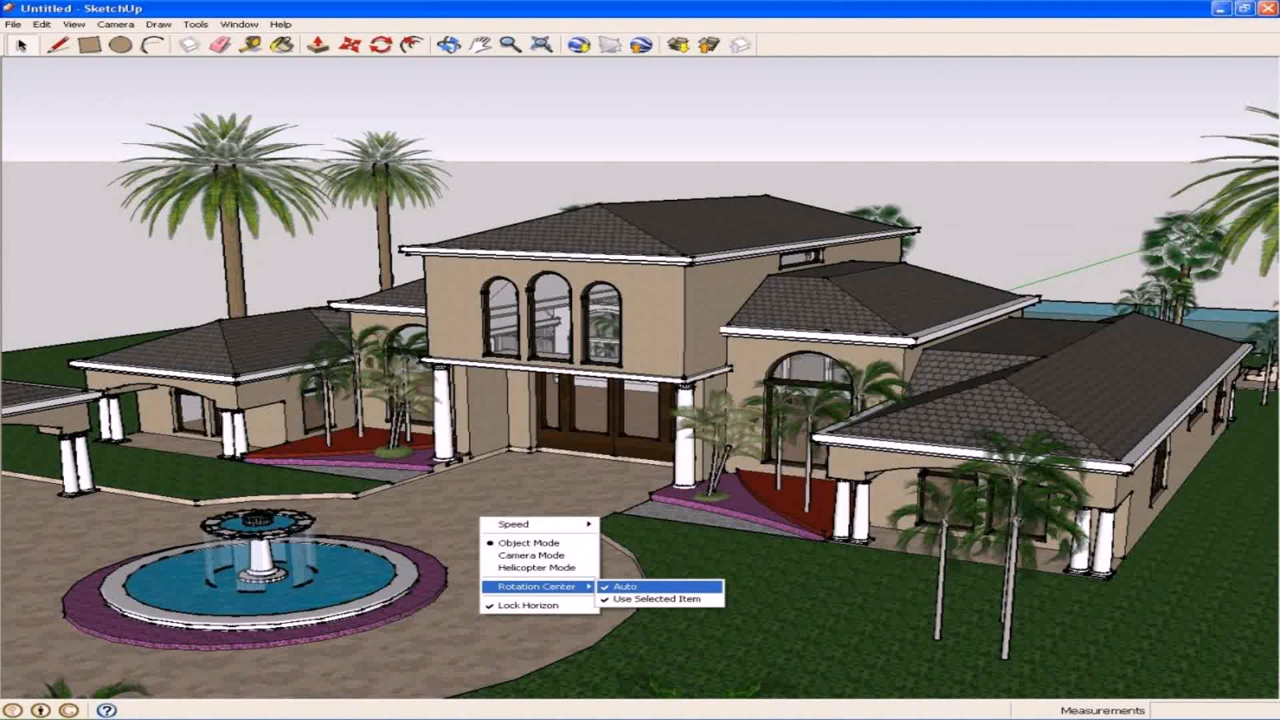 Untitled - SketchUp
File Edit View Camera Draw Tools Window Help
Speed
Object Mode
Camera Mode
Helicopter Mode
Rotation Center
Auto
Use Selected Item
Lock Horizon
Measurements